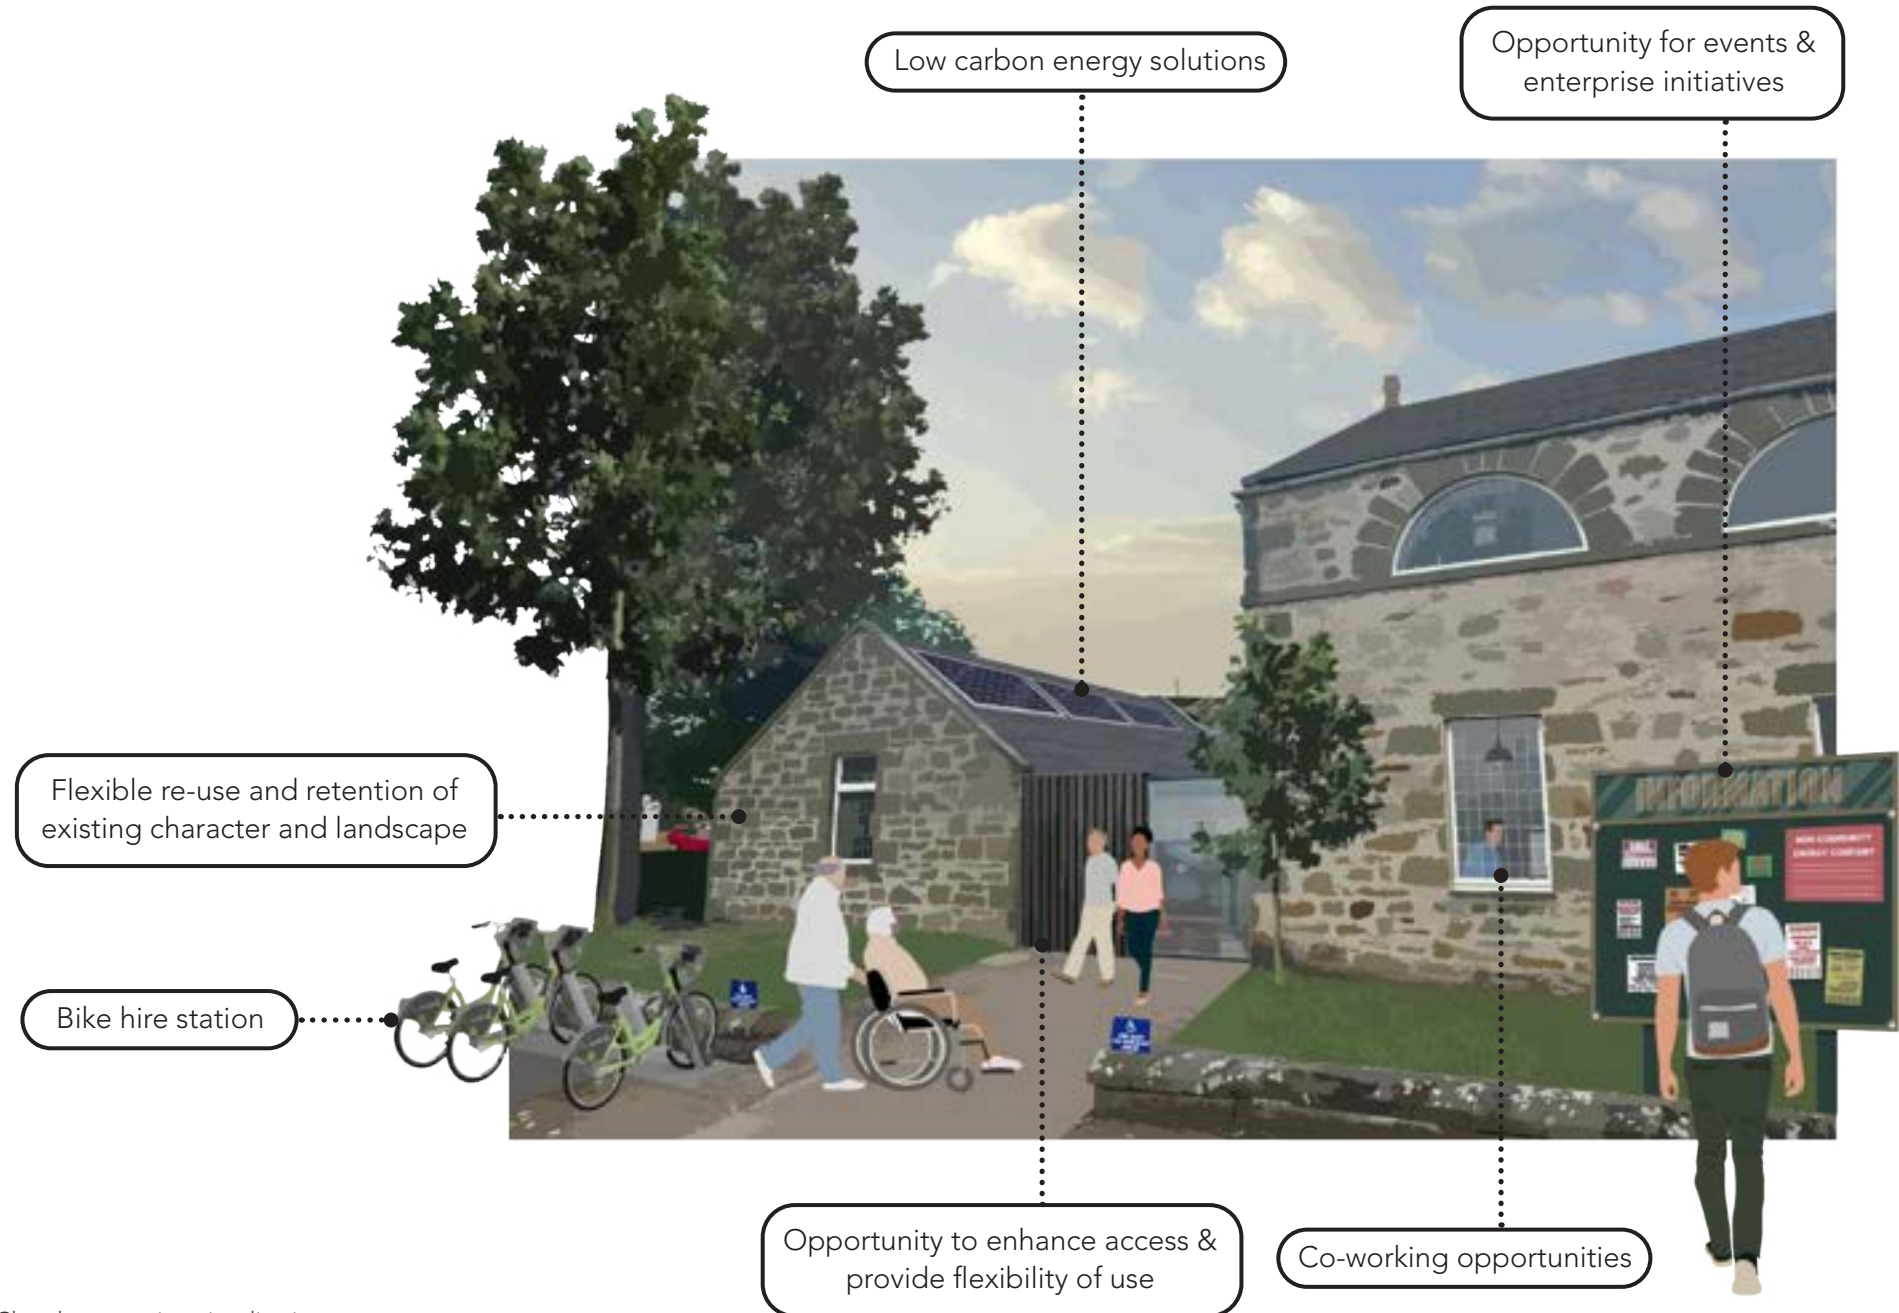 Low carbon energy solutions
Opportunity for events &
enterprise initiatives
Flexible re-use and retention of
existing character and landscape
Bike hire station
INFORMATION
Opportunity to enhance access &
provide flexibility of use
Co-working opportunities